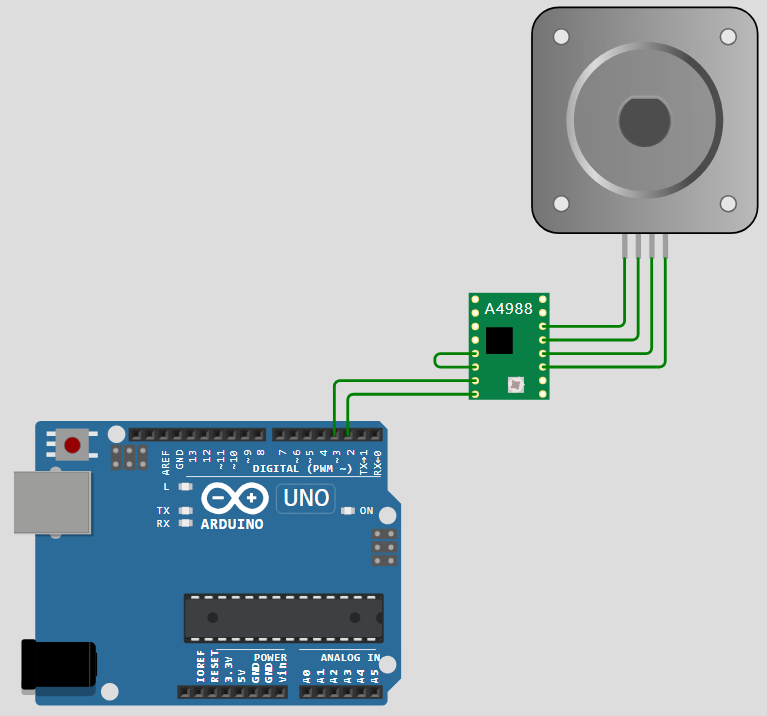 A4988
AREF
GND
13
12
~11
~10
~9
8
7
~6
~5
4
~3
2
TX→1
RX←0
DIGITAL (PWM ~)
L
TX
RX
UNO
ON
ARDUINO
POWER
ANALOG IN
IOREF
RESET
3.3V
5V
GND
GND
Vin
A0
A1
A2
A3
A4
A5